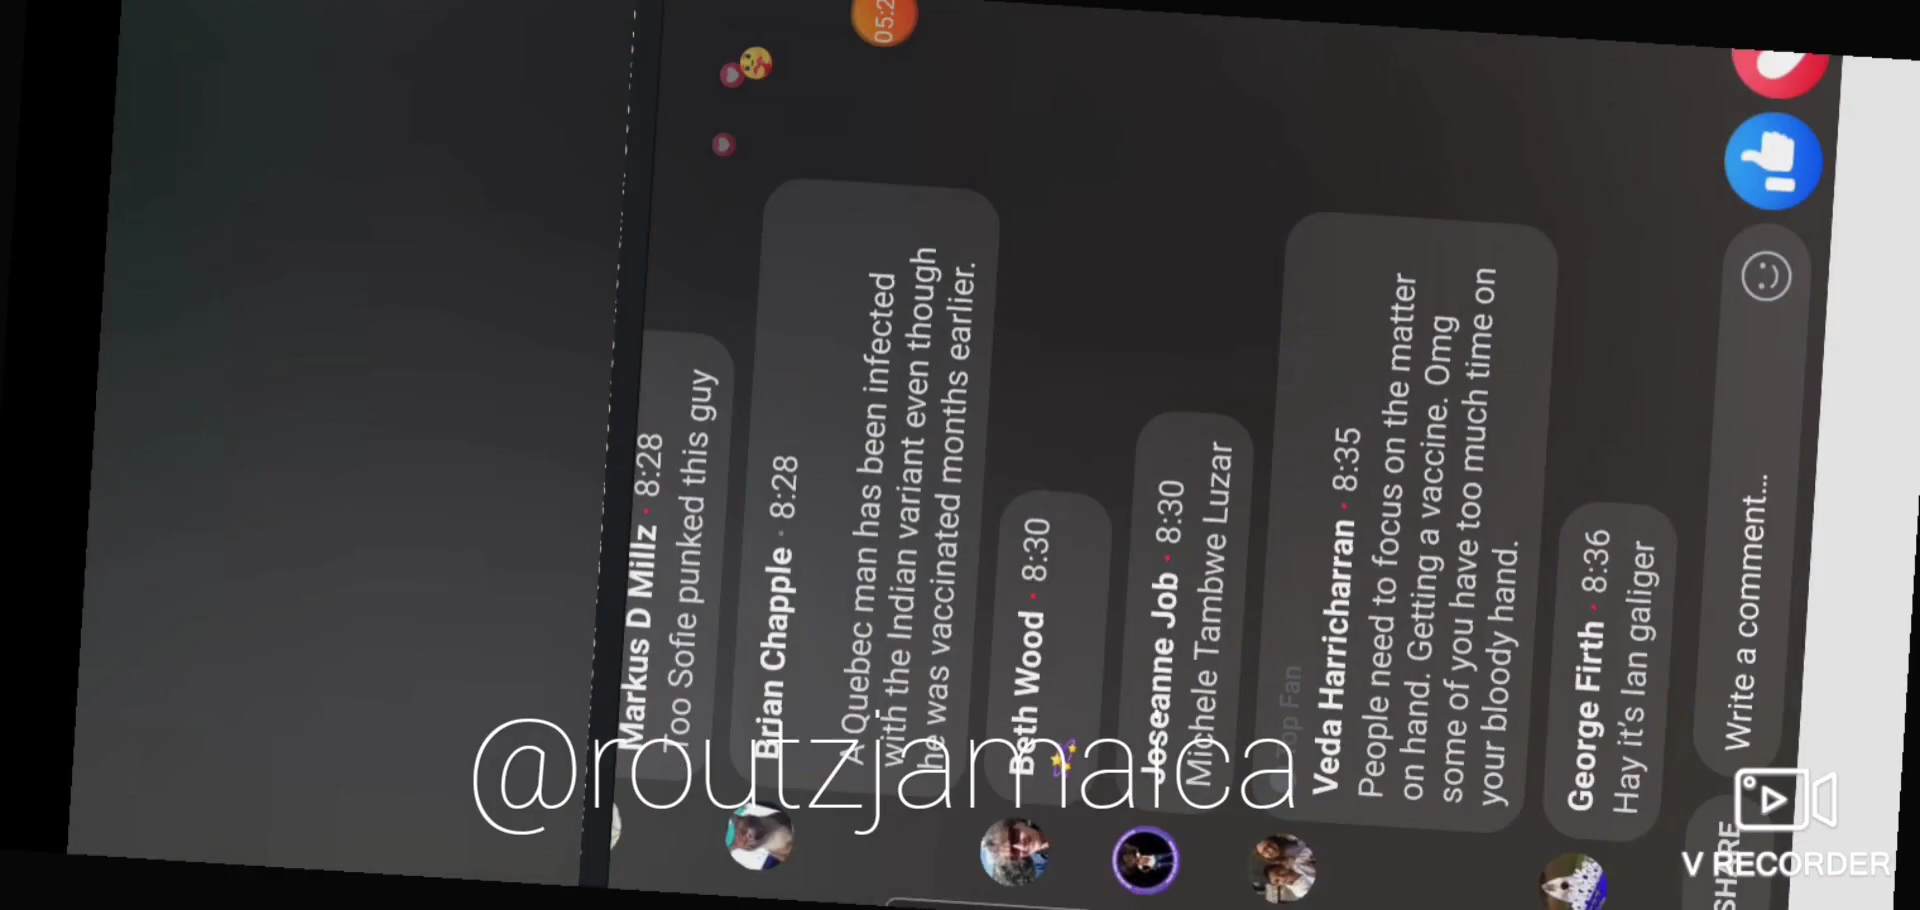 05:2
Markus D Millz · 8:28
Too Sofie punked this guy
Brian Chapple · 8:28
A Quebec man has been infected
with the Indian variant even though
he was vaccinated months earlier.
Beth Wood · 8:30
Joseanne Job · 8:30
Michele Tambwe Luzar
Top Fan
Veda Harricharran · 8:35
People need to focus on the matter
on hand. Getting a vaccine. Omg
some of you have too much time on
your bloody hand.
George Firth · 8:36
Hay it's Ian galiger
Write a comment...
SHARE
@routzjamaica
V RECORDER